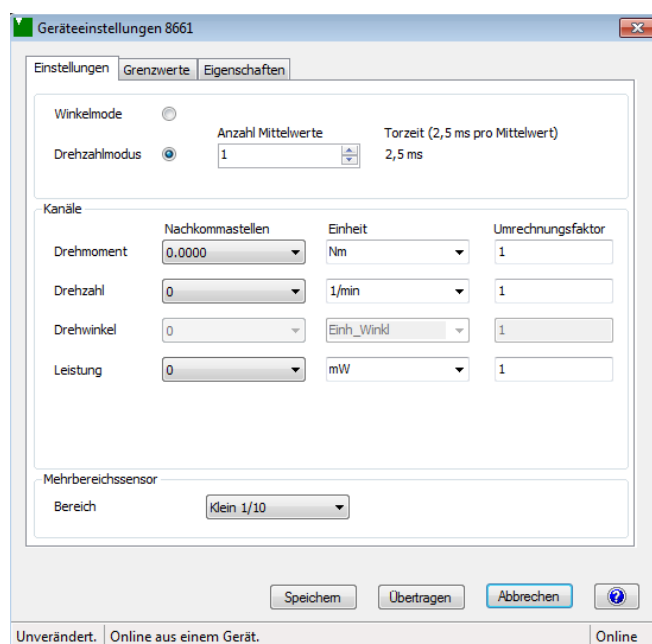 Geräteeinstellungen 8661
Einstellungen Grenzwerte Eigenschaften
Winkelmode
Anzahl Mittelwerte Torzeit (2,5 ms pro Mittelwert)
Drehzahlmodus 1 2,5 ms
Kanäle
Nachkommastellen Einheit Umrechnungsfaktor
Drehmoment 0.0000 Nm 1
Drehzahl 0 1/min 1
Drehwinkel 0 Einh_Winkl 1
Leistung 0 mW 1
Mehrbereichssensor
Bereich Klein 1/10
Speichern Übertragen Abbrechen ?
Unverändert. Online aus einem Gerät. Online